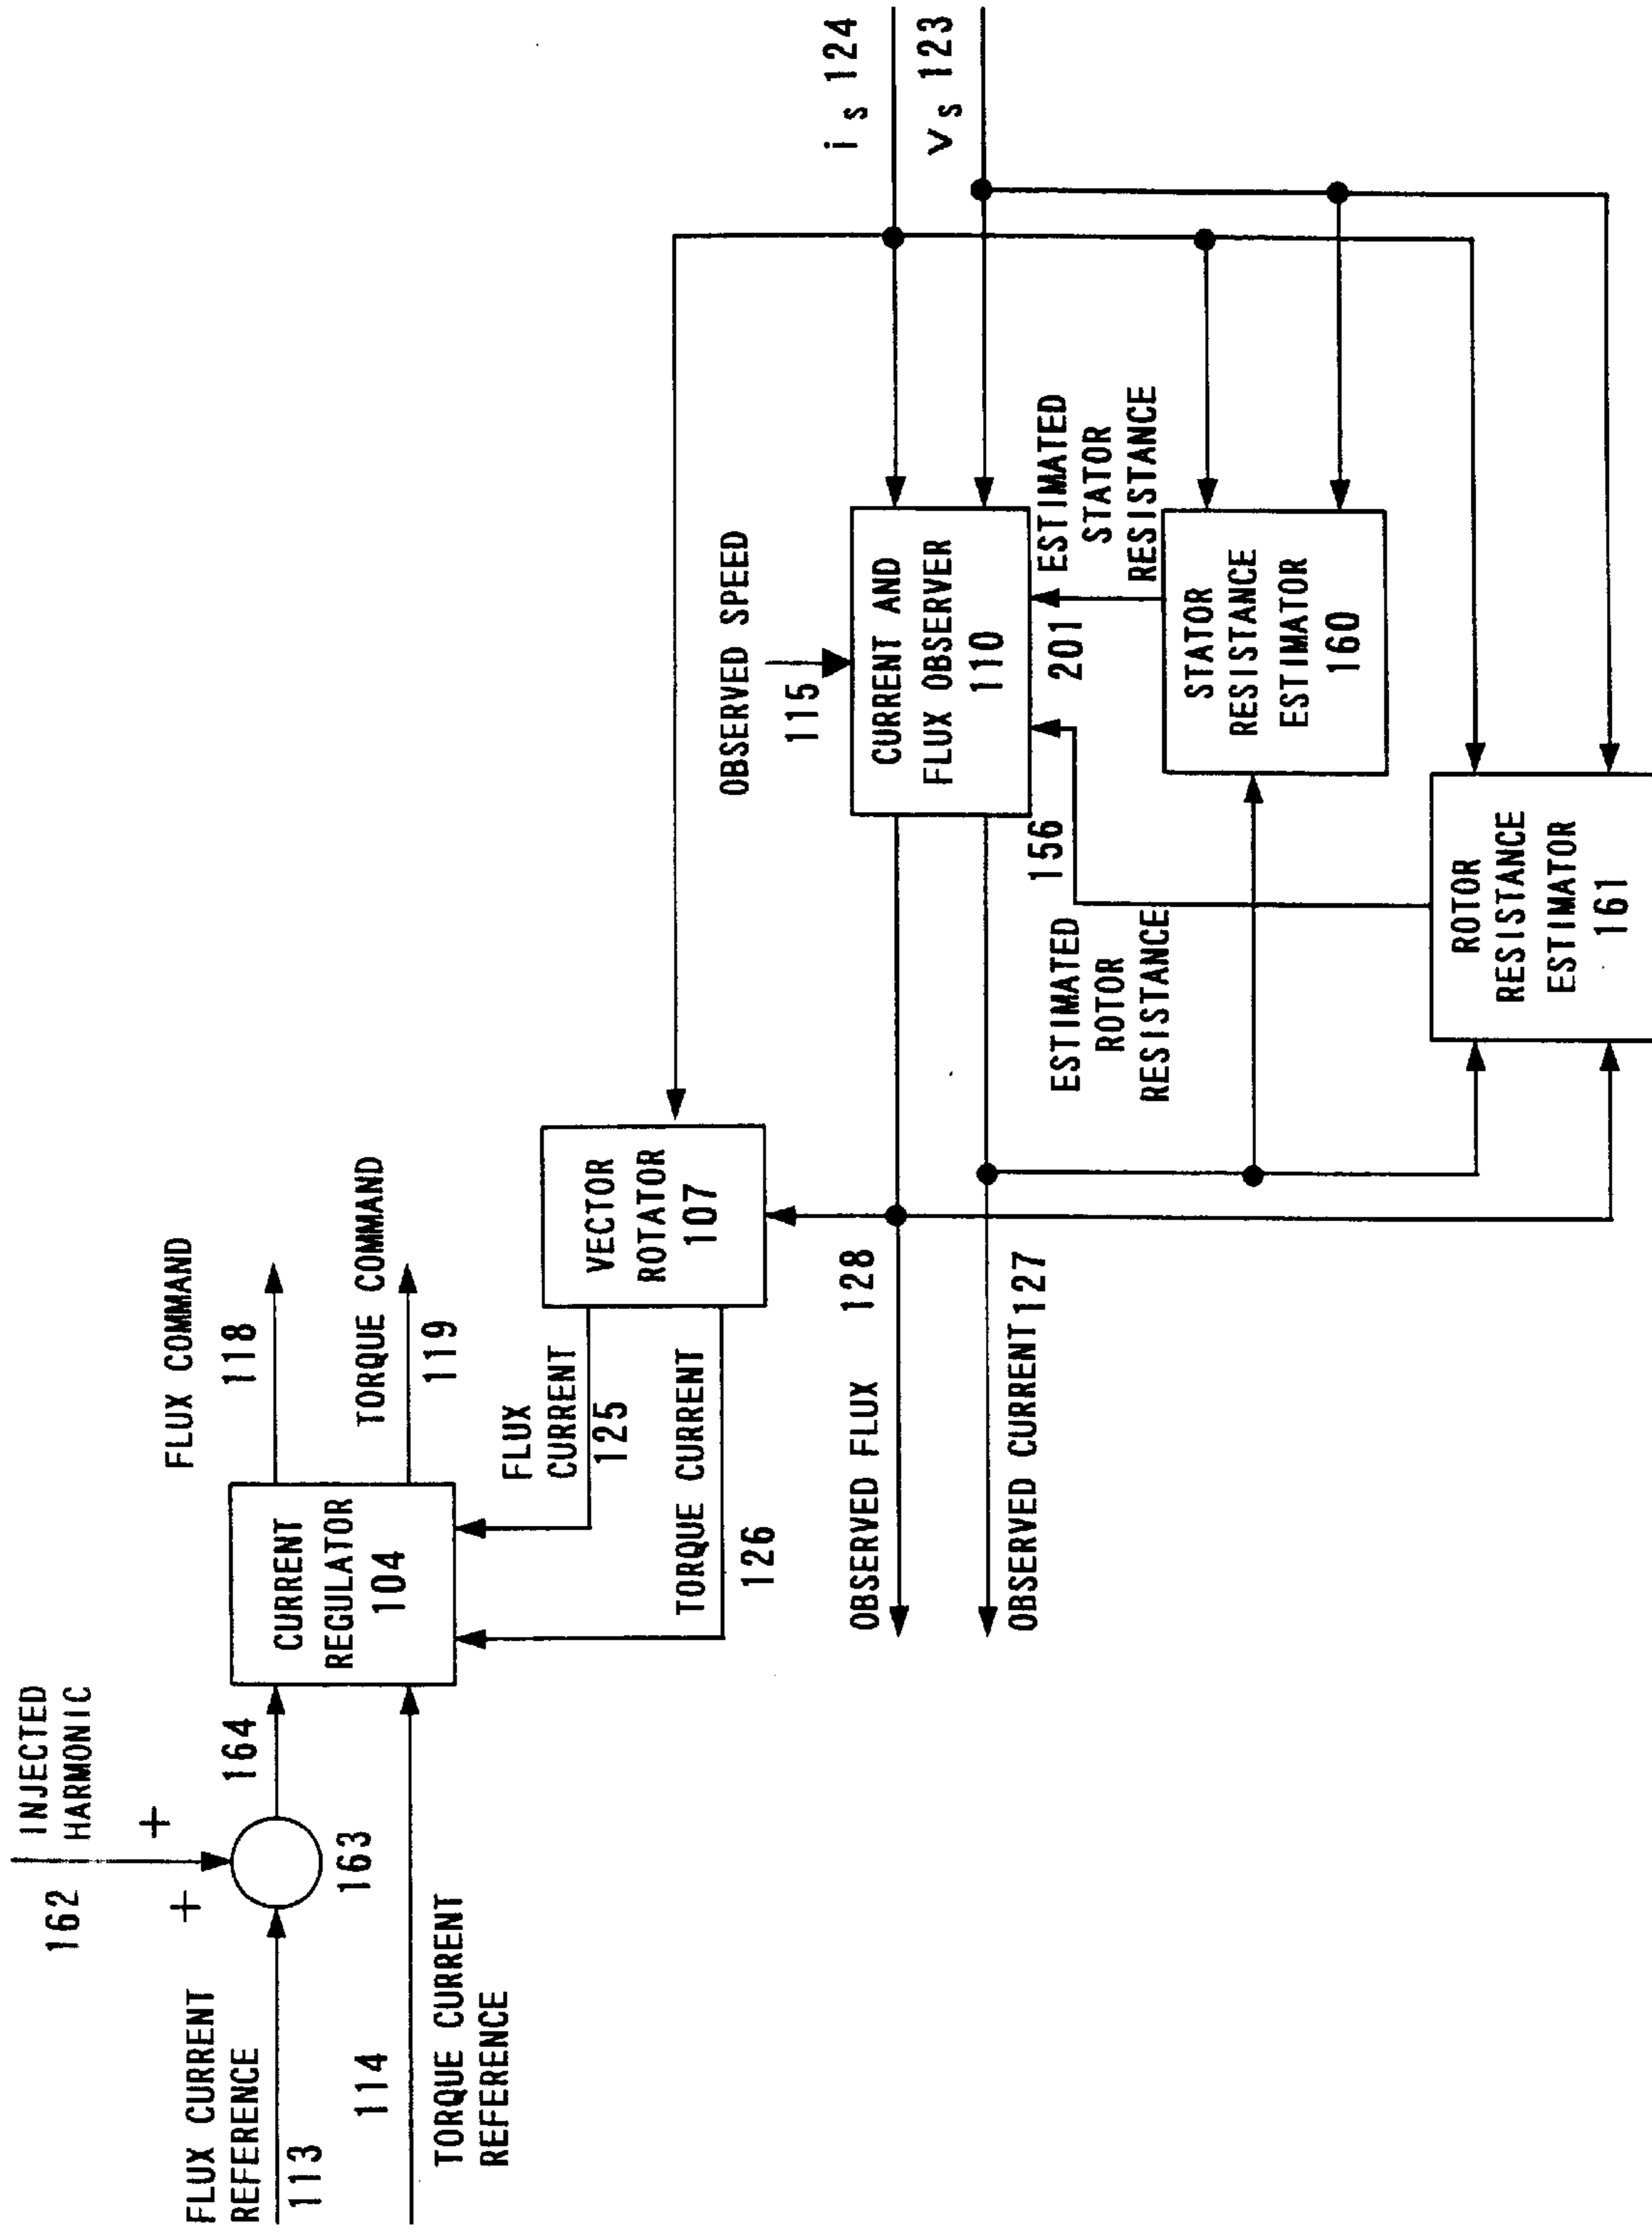 INJECTED
HARMONIC
162
+
+
FLUX CURRENT
REFERENCE
113
163
164
114
TORQUE CURRENT
REFERENCE
CURRENT
REGULATOR
104
FLUX COMMAND
118
TORQUE COMMAND
119
FLUX
CURRENT
125
TORQUE CURRENT
126
VECTOR
ROTATOR
107
OBSERVED FLUX 128
OBSERVED CURRENT 127
OBSERVED SPEED
115
CURRENT AND
FLUX OBSERVER
110
i s 124
v s 123
156
ESTIMATED
ROTOR
RESISTANCE
201
ESTIMATED
STATOR
RESISTANCE
STATOR
RESISTANCE
ESTIMATOR
160
ROTOR
RESISTANCE
ESTIMATOR
161